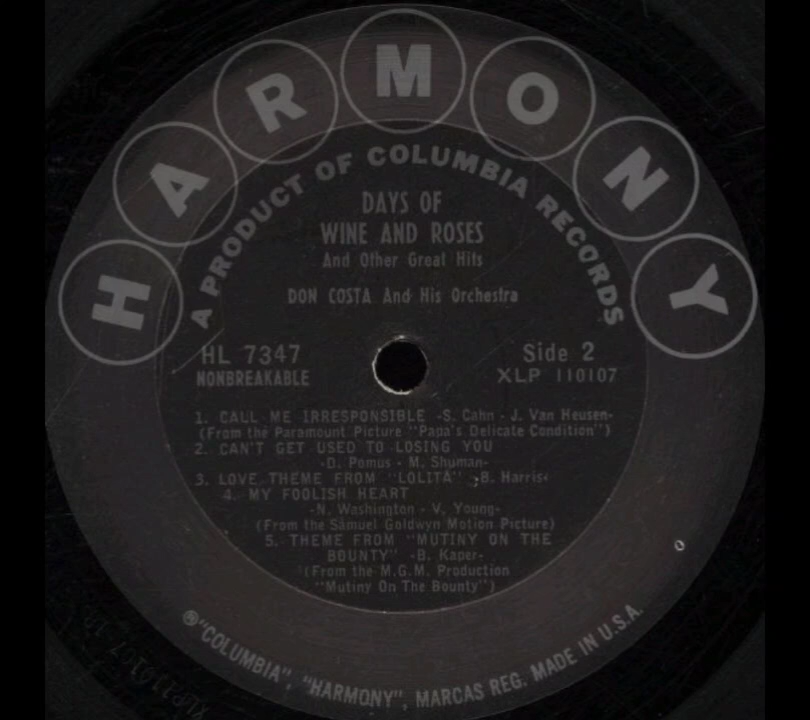 HARMONY
A PRODUCT OF COLUMBIA RECORDS
DAYS OF
WINE AND ROSES
And Other Great Hits
DON COSTA And His Orchestra
HL 7347
NONBREAKABLE
Side 2
XLP 110107
1. CALL ME IRRESPONSIBLE -S. Cahn - J. Van Heusen-
(From the Paramount Picture "Papa's Delicate Condition")
2. CAN'T GET USED TO LOSING YOU
-D. Pomus - M. Shuman-
3. LOVE THEME FROM "LOLITA" -B. Harris-
4. MY FOOLISH HEART
-N. Washington - V. Young-
(From the Samuel Goldwyn Motion Picture)
5. THEME FROM "MUTINY ON THE
BOUNTY" -B. Kaper-
(From the M.G.M. Production
"Mutiny On The Bounty")
® "COLUMBIA", "HARMONY", MARCAS REG. MADE IN U.S.A.